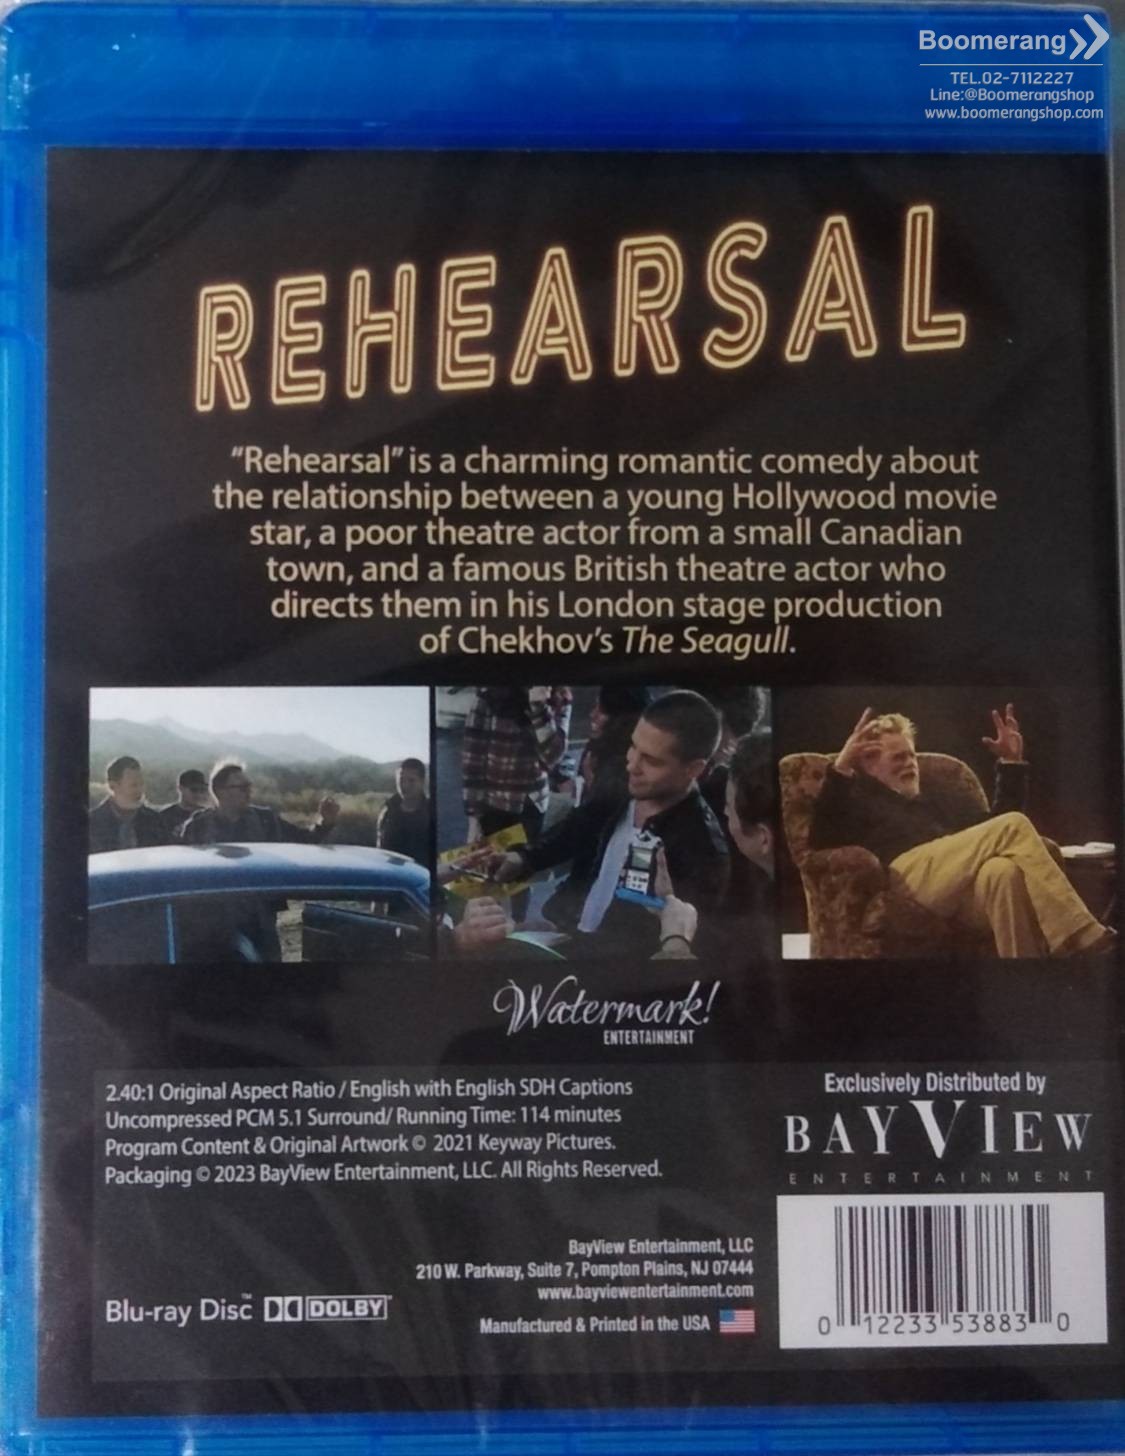 Boomerang
TEL.02-7112227
Line:@Boomerangshop
www.boomerangshop.com
REHEARSAL
“Rehearsal” is a charming romantic comedy about
the relationship between a young Hollywood movie
star, a poor theatre actor from a small Canadian
town, and a famous British theatre actor who
directs them in his London stage production
of Chekhov’s The Seagull.
Watermark!
ENTERTAINMENT
2.40:1 Original Aspect Ratio / English with English SDH Captions
Uncompressed PCM 5.1 Surround/ Running Time: 114 minutes
Program Content & Original Artwork © 2021 Keyway Pictures.
Packaging © 2023 BayView Entertainment, LLC. All Rights Reserved.
Exclusively Distributed by
BAYVIEW
ENTERTAINMENT
BayView Entertainment, LLC
210 W. Parkway, Suite 7, Pompton Plains, NJ 07444
www.bayviewentertainment.com
Manufactured & Printed in the USA
Blu-ray Disc™ DOLBY
0 12233 53883 0